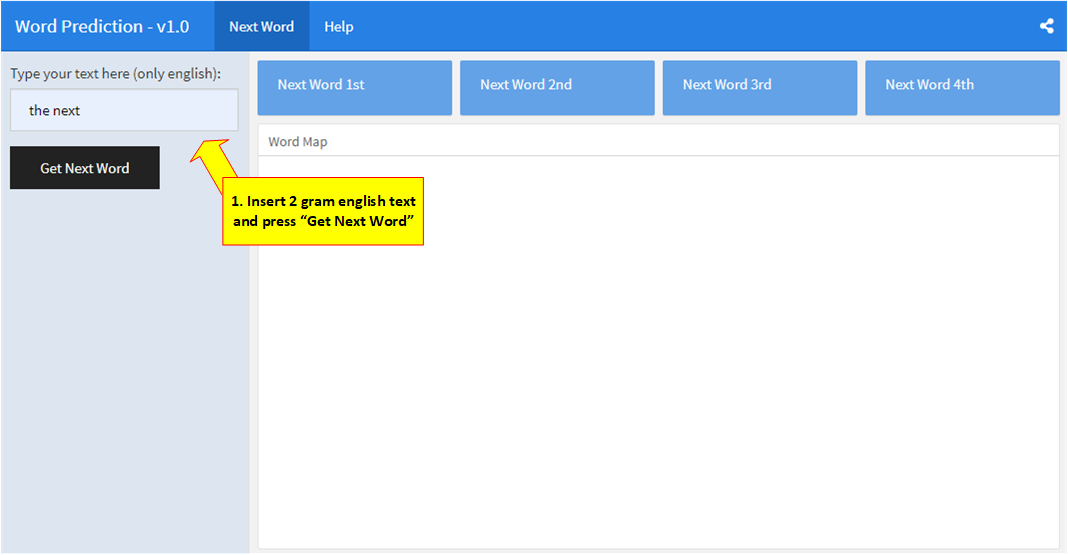 Word Prediction - v1.0 Next Word Help
Type your text here (only english):
the next
Get Next Word
1. Insert 2 gram english text
and press “Get Next Word”
Next Word 1st Next Word 2nd Next Word 3rd Next Word 4th
Word Map